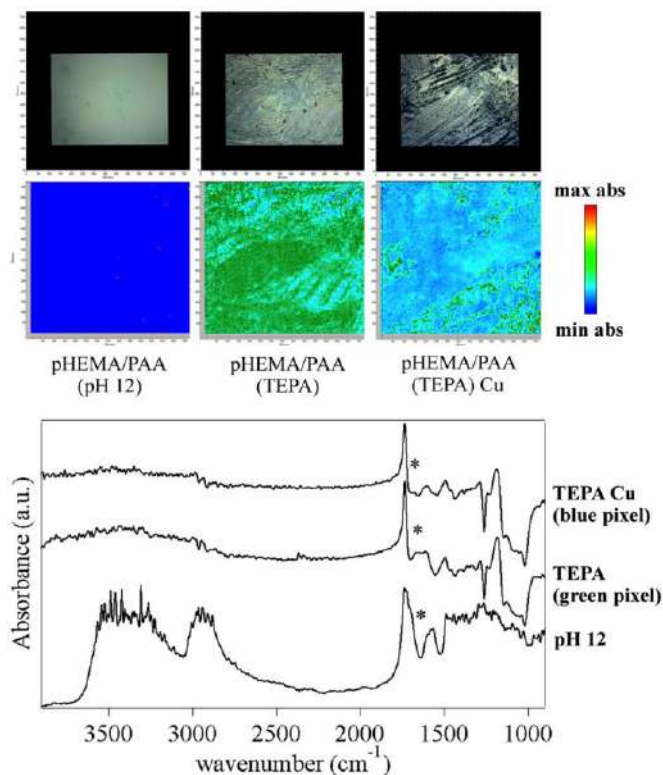 max abs
min abs
pHEMA/PAA
(pH 12)
pHEMA/PAA
(TEPA)
pHEMA/PAA
(TEPA) Cu
Absorbance (a.u.)
*
*
*
TEPA Cu
(blue pixel)
TEPA
(green pixel)
pH 12
3500
3000
2500
2000
1500
1000
wavenumber (cm⁻¹)